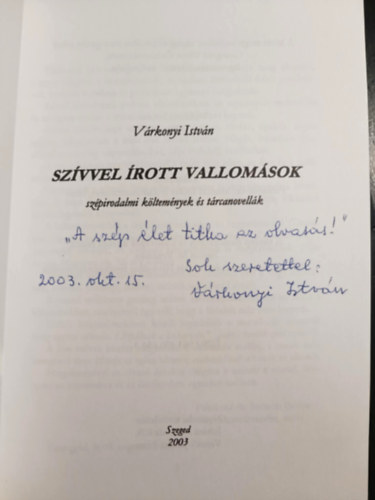 Várkonyi István
SZÍVVEL ÍROTT VALLOMÁSOK
szépirodalmi költemények és tárcanovellák
„A szép élet titka az olvasás!"
2003. okt. 15.
Sok szeretettel:
Várkonyi István
Szeged
2003